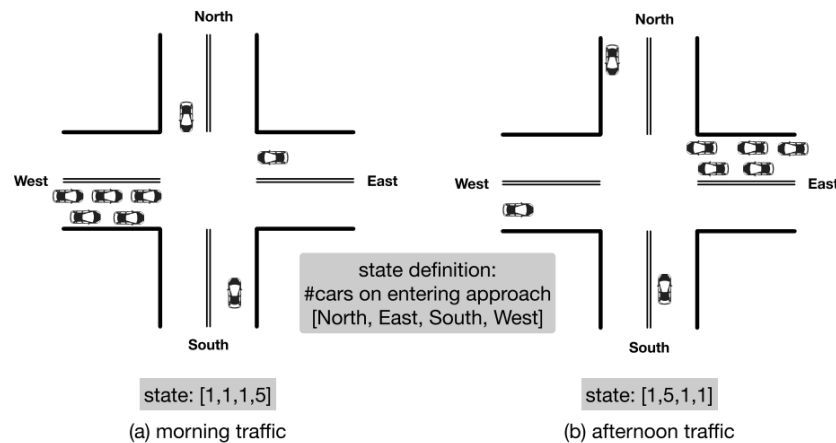 North
West
East
South
state: [1,1,1,5]
(a) morning traffic
state definition:
#cars on entering approach
[North, East, South, West]
North
West
East
South
state: [1,5,1,1]
(b) afternoon traffic